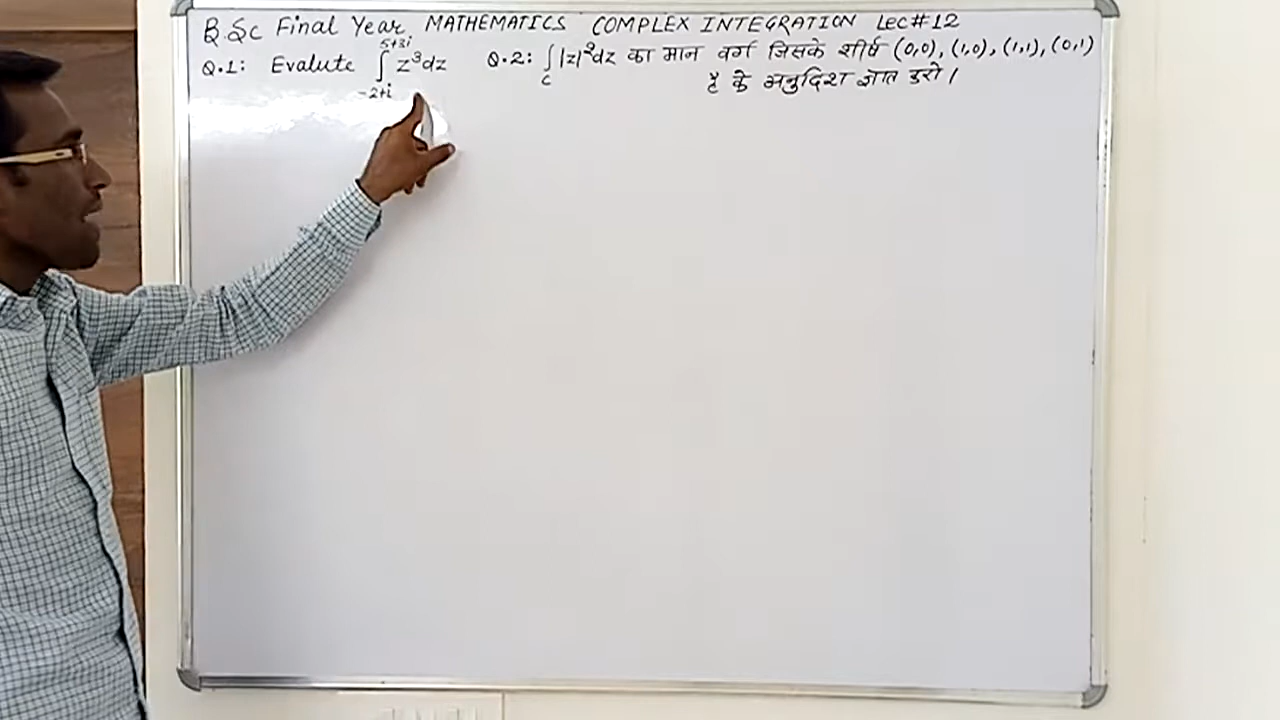 B.Sc Final Year MATHEMATICS COMPLEX INTEGRATION Lec#12
Q.1: Evalute ∫_{-2+i}^{5+3i} z³dz Q.2: ∫_C |z|²dz का मान वर्ग जिसके शीर्ष (0,0), (1,0), (1,1), (0,1)
है के अनुदिश ज्ञात करो।